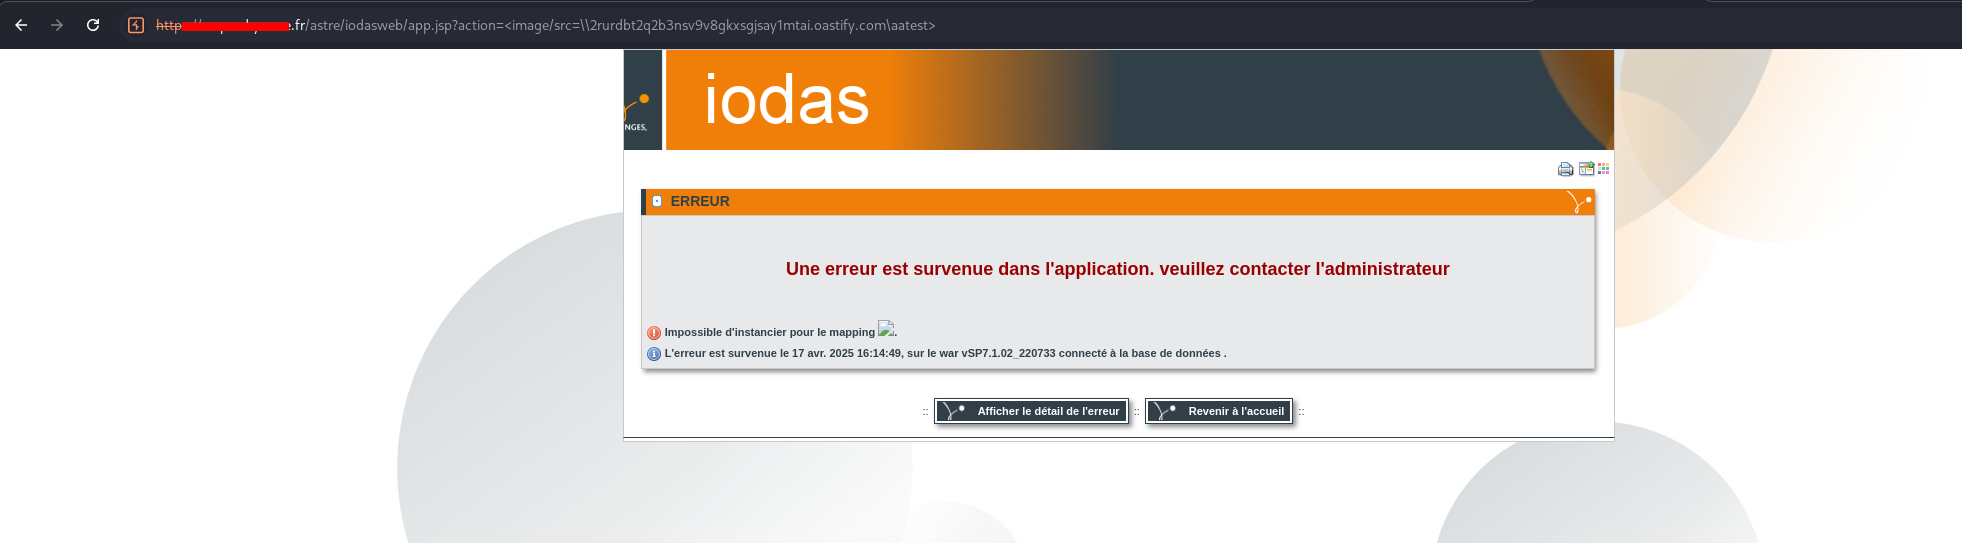 http .fr/astre/iodasweb/app.jsp?action=<image/src=\\2rurdbt2q2b3nsv9v8gkxsgjsay1mtai.oastify.com\aatest>
iodas
NGES,
ERREUR
Une erreur est survenue dans l'application. veuillez contacter l'administrateur
Impossible d'instancier pour le mapping .
L'erreur est survenue le 17 avr. 2025 16:14:49, sur le war vSP7.1.02_220733 connecté à la base de données .
:: Afficher le détail de l'erreur :: Revenir à l'accueil ::